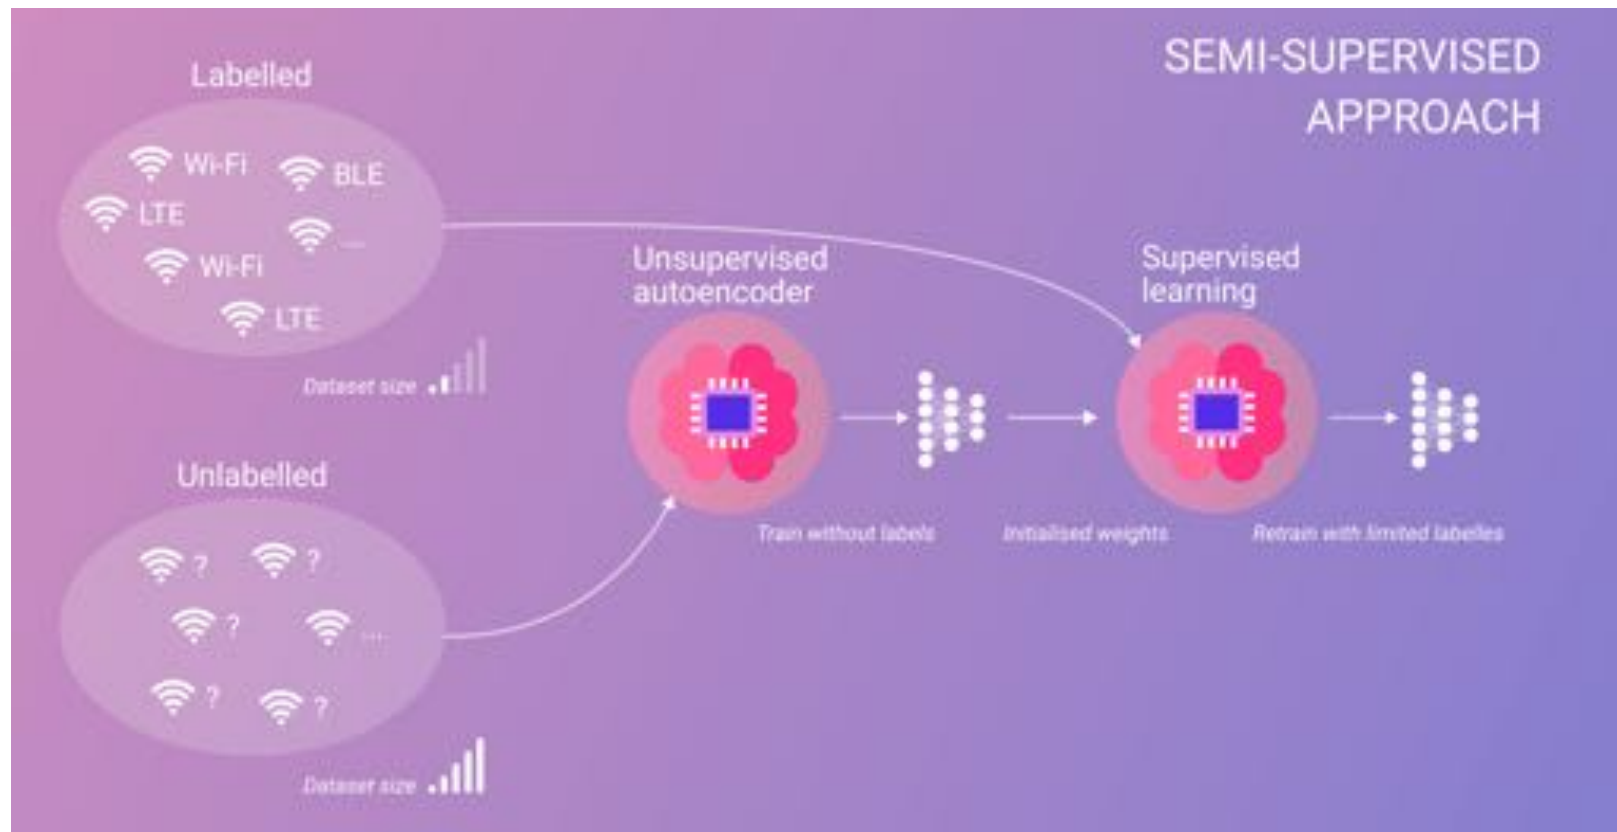 SEMI-SUPERVISED
APPROACH
Labelled
Wi-Fi
BLE
LTE
...
Wi-Fi
LTE
Dataset size
Unlabelled
?
?
?
...
?
?
Dataset size
Unsupervised
autoencoder
Supervised
learning
Train without labels
Initialised weights
Retrain with limited labelles